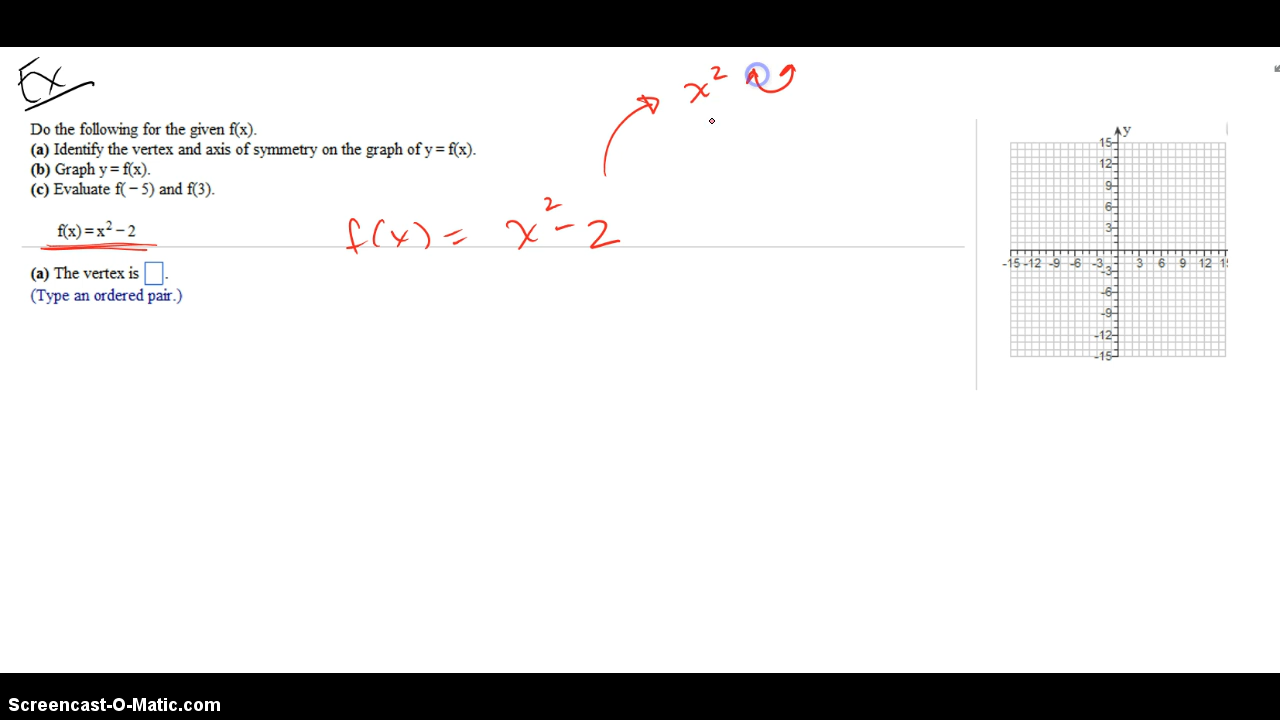 Ex
x² 
Do the following for the given f(x).
(a) Identify the vertex and axis of symmetry on the graph of y = f(x).
(b) Graph y = f(x).
(c) Evaluate f( − 5) and f(3).
f(x) = x² − 2
f(x) = x² - 2
(a) The vertex is .
(Type an ordered pair.)
y
15
12
9
6
3
-15 -12 -9 -6 -3 3 6 9 12
-3
-6
-9
-12
-15
Screencast-O-Matic.com